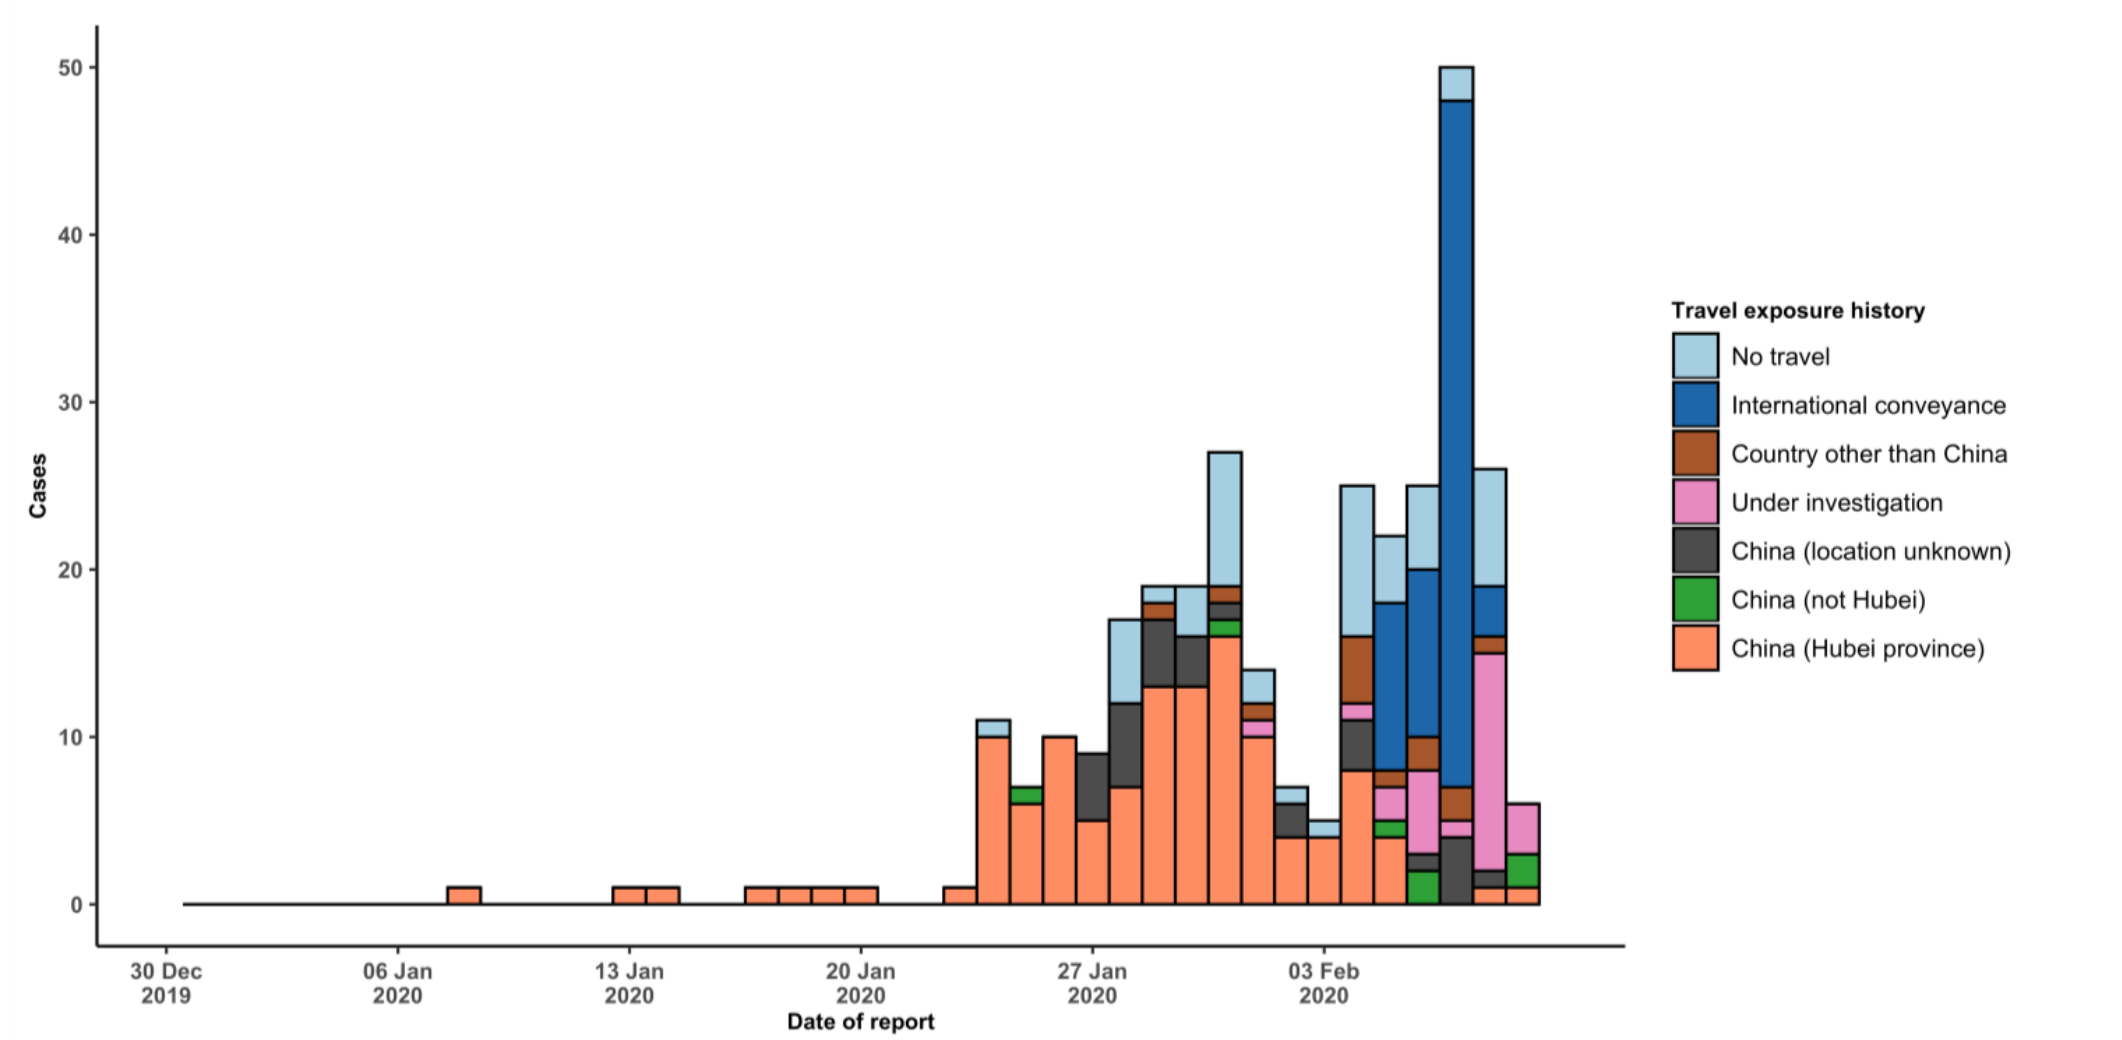 50
40
30
20
10
0
Cases
30 Dec
2019
06 Jan
2020
13 Jan
2020
20 Jan
2020
27 Jan
2020
03 Feb
2020
Date of report
Travel exposure history
No travel
International conveyance
Country other than China
Under investigation
China (location unknown)
China (not Hubei)
China (Hubei province)